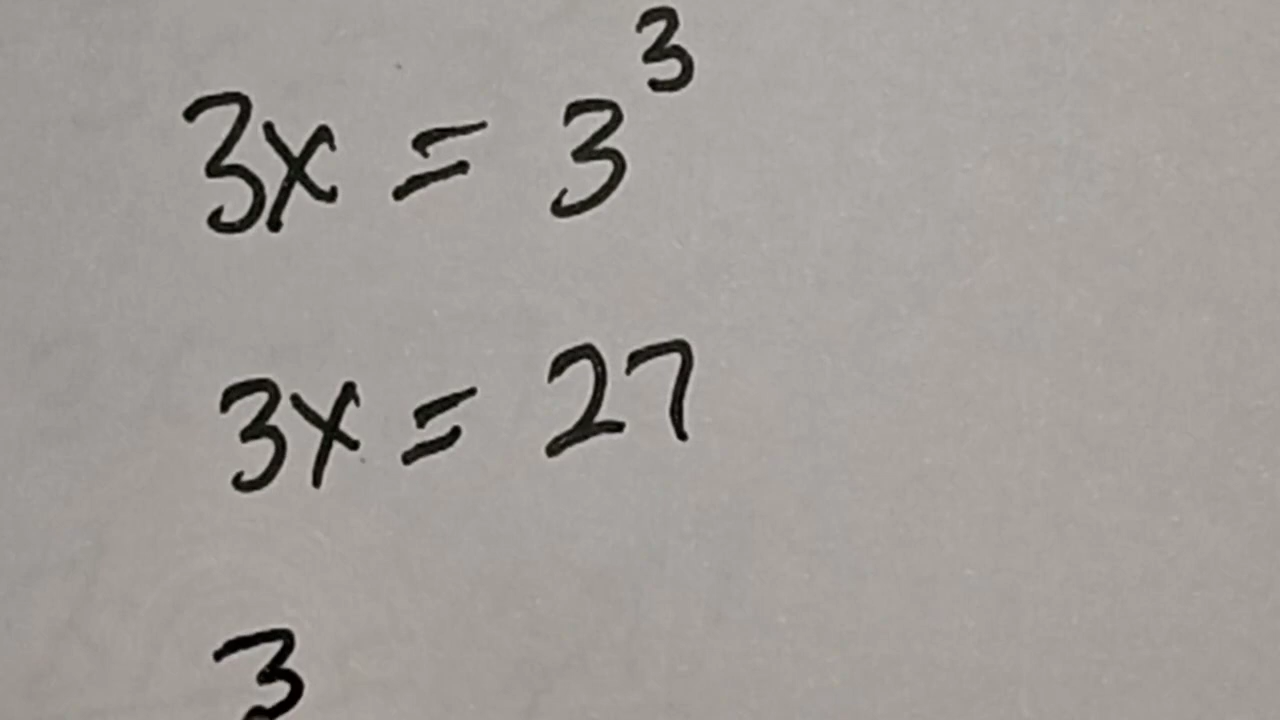 3x = 3³
3x = 27
3